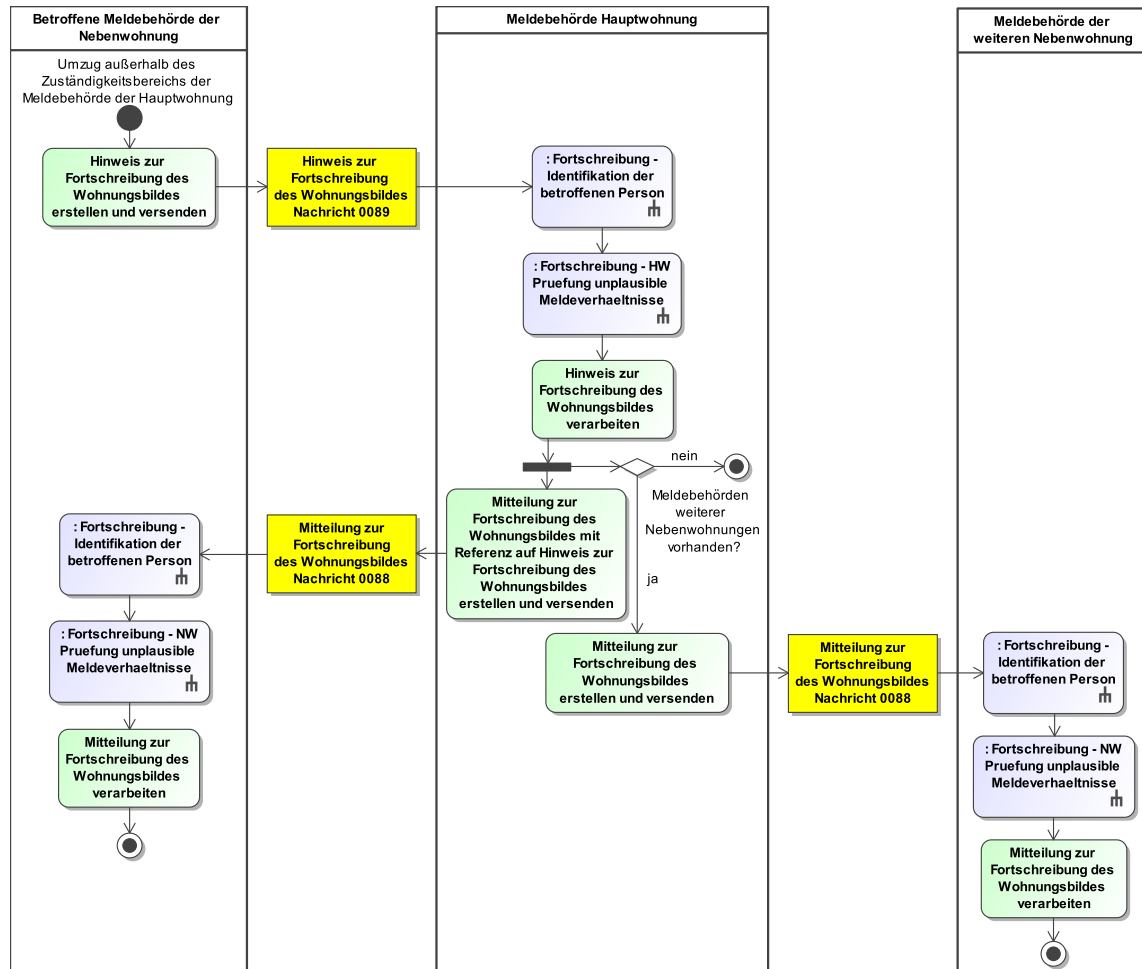 Betroffene Meldebehörde der
Nebenwohnung
Meldebehörde Hauptwohnung
Meldebehörde der
weiteren Nebenwohnung
Umzug außerhalb des
Zuständigkeitsbereichs der
Meldebehörde der Hauptwohnung
Hinweis zur
Fortschreibung des
Wohnungsbildes
erstellen und versenden
Hinweis zur
Fortschreibung
des Wohnungsbildes
Nachricht 0089
: Fortschreibung -
Identifikation der
betroffenen Person
: Fortschreibung - HW
Pruefung unplausible
Meldeverhaeltnisse
Hinweis zur
Fortschreibung des
Wohnungsbildes
verarbeiten
nein
Meldebehörden
weiterer
Nebenwohnungen
vorhanden?
ja
Mitteilung zur
Fortschreibung des
Wohnungsbildes mit
Referenz auf Hinweis zur
Fortschreibung des
Wohnungsbildes
erstellen und versenden
Mitteilung zur
Fortschreibung
des Wohnungsbildes
Nachricht 0088
: Fortschreibung -
Identifikation der
betroffenen Person
: Fortschreibung - NW
Pruefung unplausible
Meldeverhaeltnisse
Mitteilung zur
Fortschreibung des
Wohnungsbildes
verarbeiten
Mitteilung zur
Fortschreibung des
Wohnungsbildes
erstellen und versenden
Mitteilung zur
Fortschreibung
des Wohnungsbildes
Nachricht 0088
: Fortschreibung -
Identifikation der
betroffenen Person
: Fortschreibung - NW
Pruefung unplausible
Meldeverhaeltnisse
Mitteilung zur
Fortschreibung des
Wohnungsbildes
verarbeiten